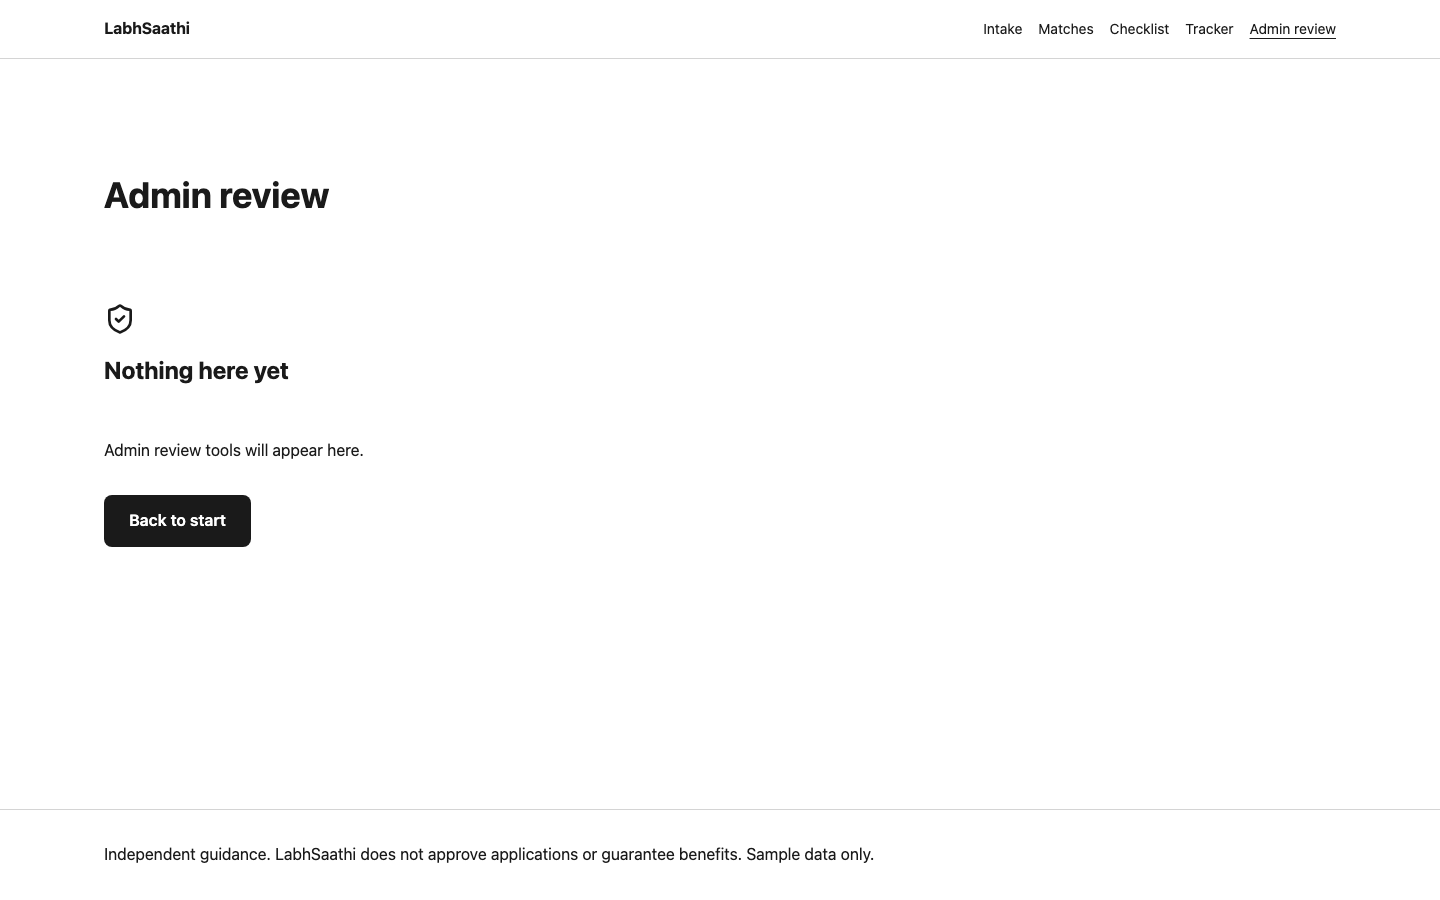 LabhSaathi
Intake Matches Checklist Tracker Admin review
Admin review
Nothing here yet
Admin review tools will appear here.
Back to start
Independent guidance. LabhSaathi does not approve applications or guarantee benefits. Sample data only.